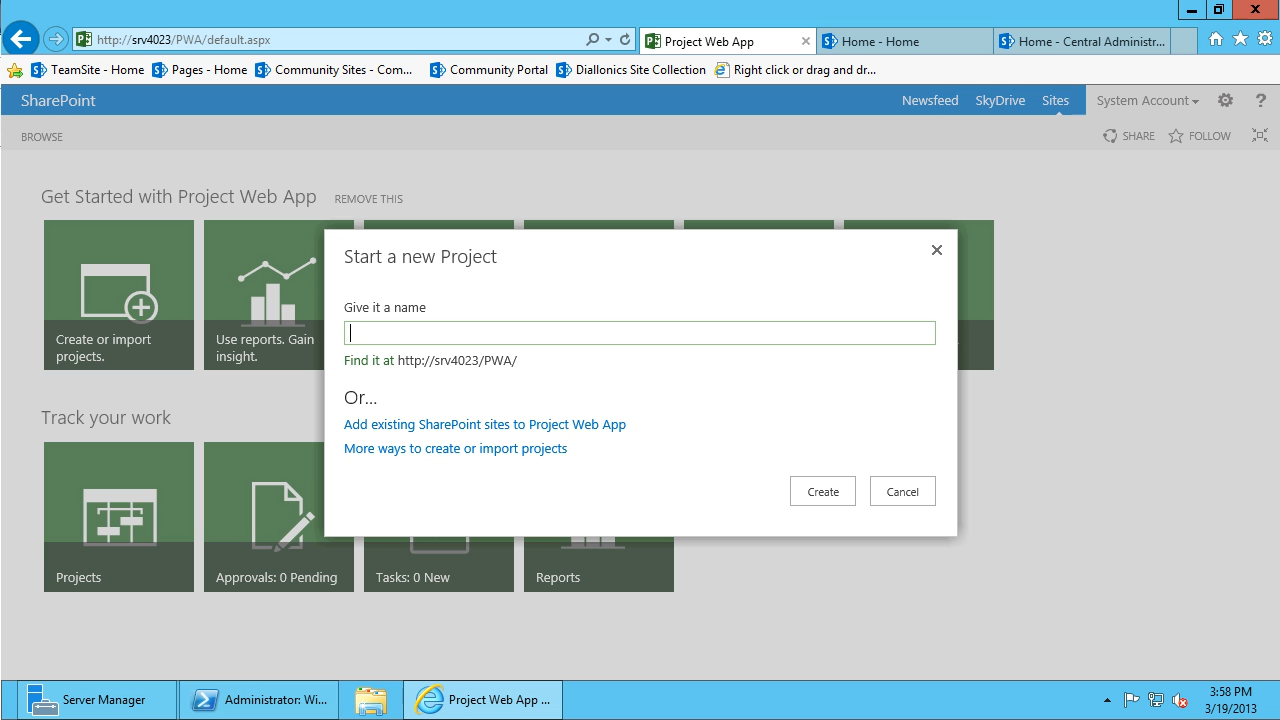 http://srv4023/PWA/default.aspx
Project Web App
Home - Home
Home - Central Administr...
TeamSite - Home
Pages - Home
Community Sites - Com...
Community Portal
Diallonics Site Collection
Right click or drag and dr...
SharePoint
Newsfeed
SkyDrive
Sites
System Account
?
BROWSE
SHARE
FOLLOW
Get Started with Project Web App
REMOVE THIS
Create or import
projects.
Use reports. Gain
insight.
Start a new Project
Give it a name
Find it at http://srv4023/PWA/
Or...
Add existing SharePoint sites to Project Web App
More ways to create or import projects
Create
Cancel
Track your work
Projects
Approvals: 0 Pending
Tasks: 0 New
Reports
Server Manager
Administrator: Wi...
Project Web App ...
3:58 PM
3/19/2013